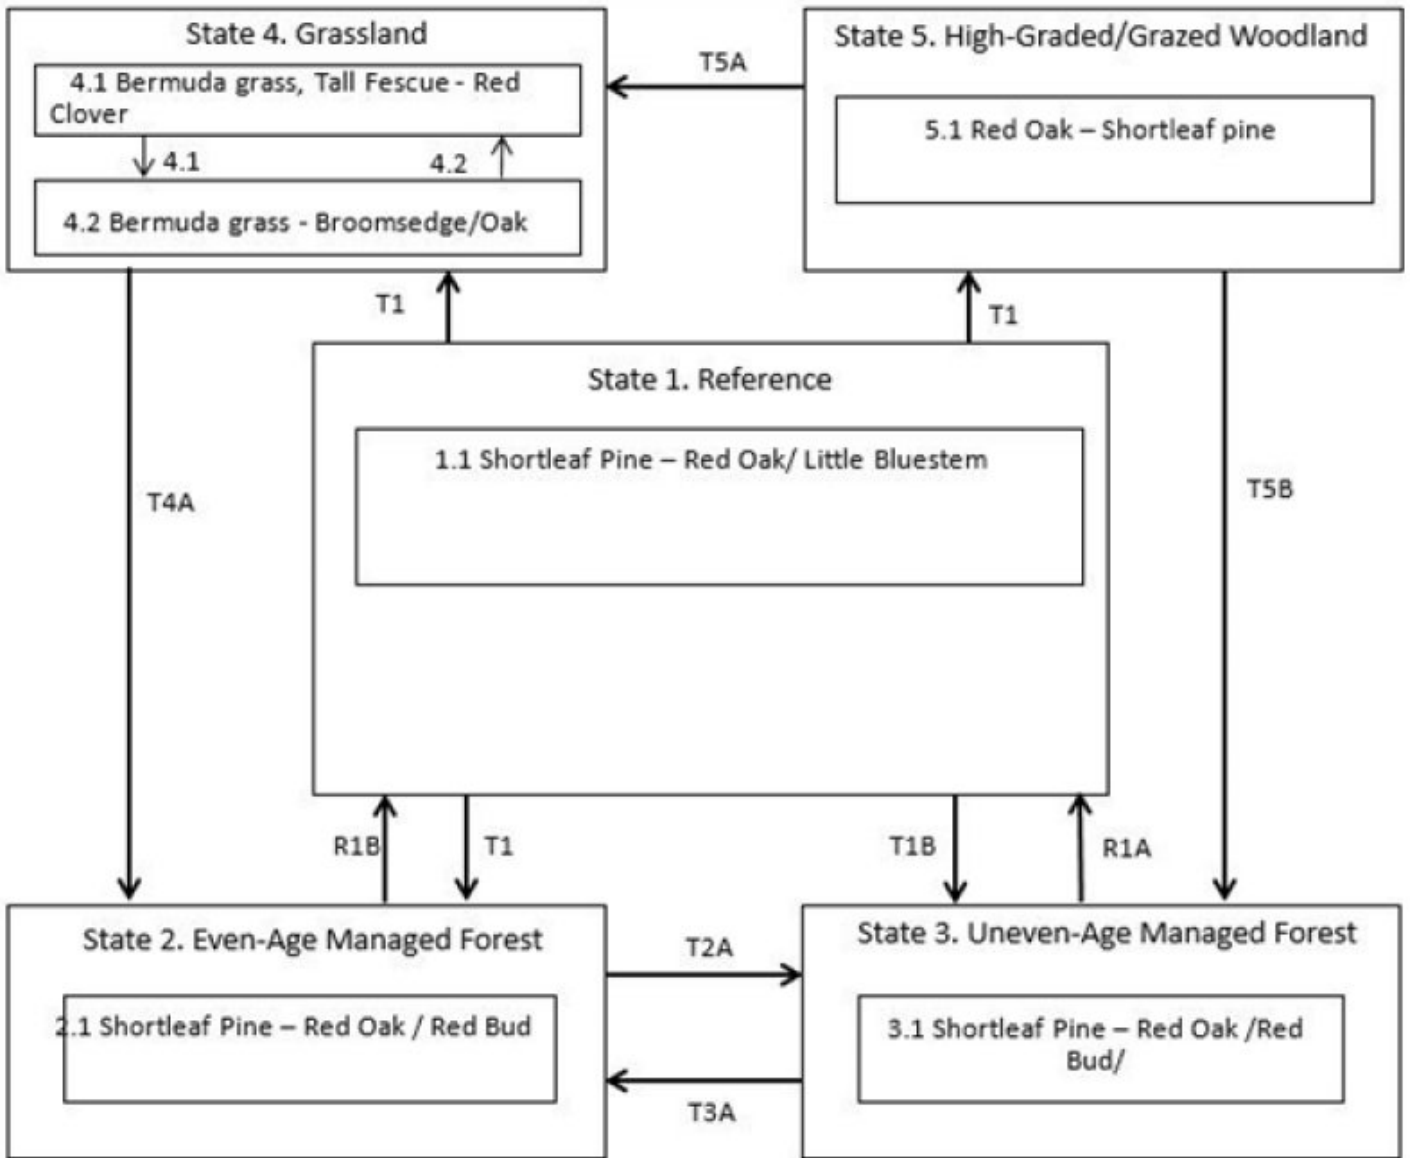 State 4. Grassland
4.1 Bermuda grass, Tall Fescue - Red
Clover
4.1
4.2
4.2 Bermuda grass - Broomsedge/Oak
T5A
State 5. High-Graded/Grazed Woodland
5.1 Red Oak – Shortleaf pine
T1
T1
State 1. Reference
1.1 Shortleaf Pine – Red Oak/ Little Bluestem
T4A
T5B
R1B
T1
T1B
R1A
State 2. Even-Age Managed Forest
2.1 Shortleaf Pine – Red Oak / Red Bud
T2A
T3A
State 3. Uneven-Age Managed Forest
3.1 Shortleaf Pine – Red Oak /Red
Bud/